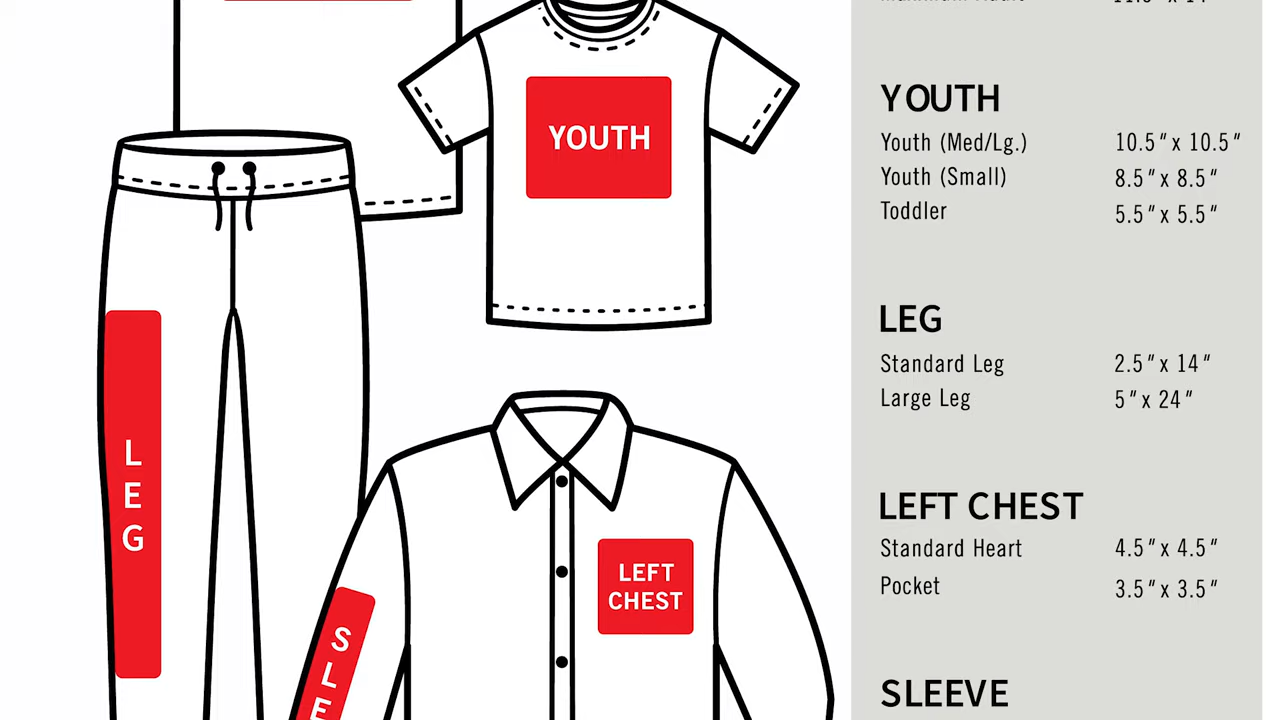 YOUTH
LEG
LEFT
CHEST
YOUTH
Youth (Med/Lg.) 10.5" x 10.5"
Youth (Small) 8.5" x 8.5"
Toddler 5.5" x 5.5"
LEG
Standard Leg 2.5" x 14"
Large Leg 5" x 24"
LEFT CHEST
Standard Heart 4.5" x 4.5"
Pocket 3.5" x 3.5"
SLEEVE